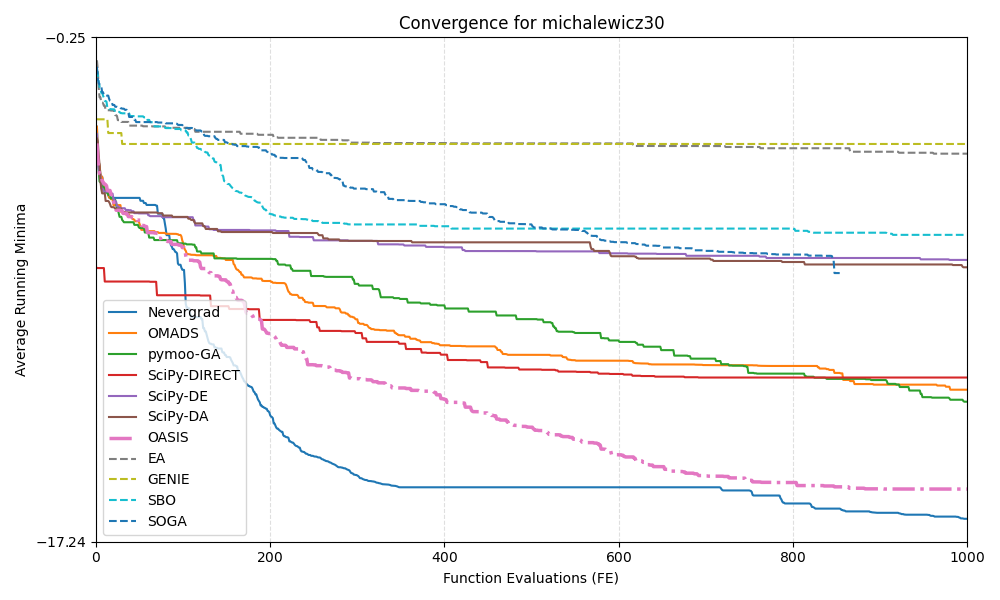 Convergence for michalewicz30
−0.25
Average Running Minima
Nevergrad
OMADS
pymoo-GA
SciPy-DIRECT
SciPy-DE
SciPy-DA
OASIS
EA
GENIE
SBO
SOGA
−17.24
0 200 400 600 800 1000
Function Evaluations (FE)